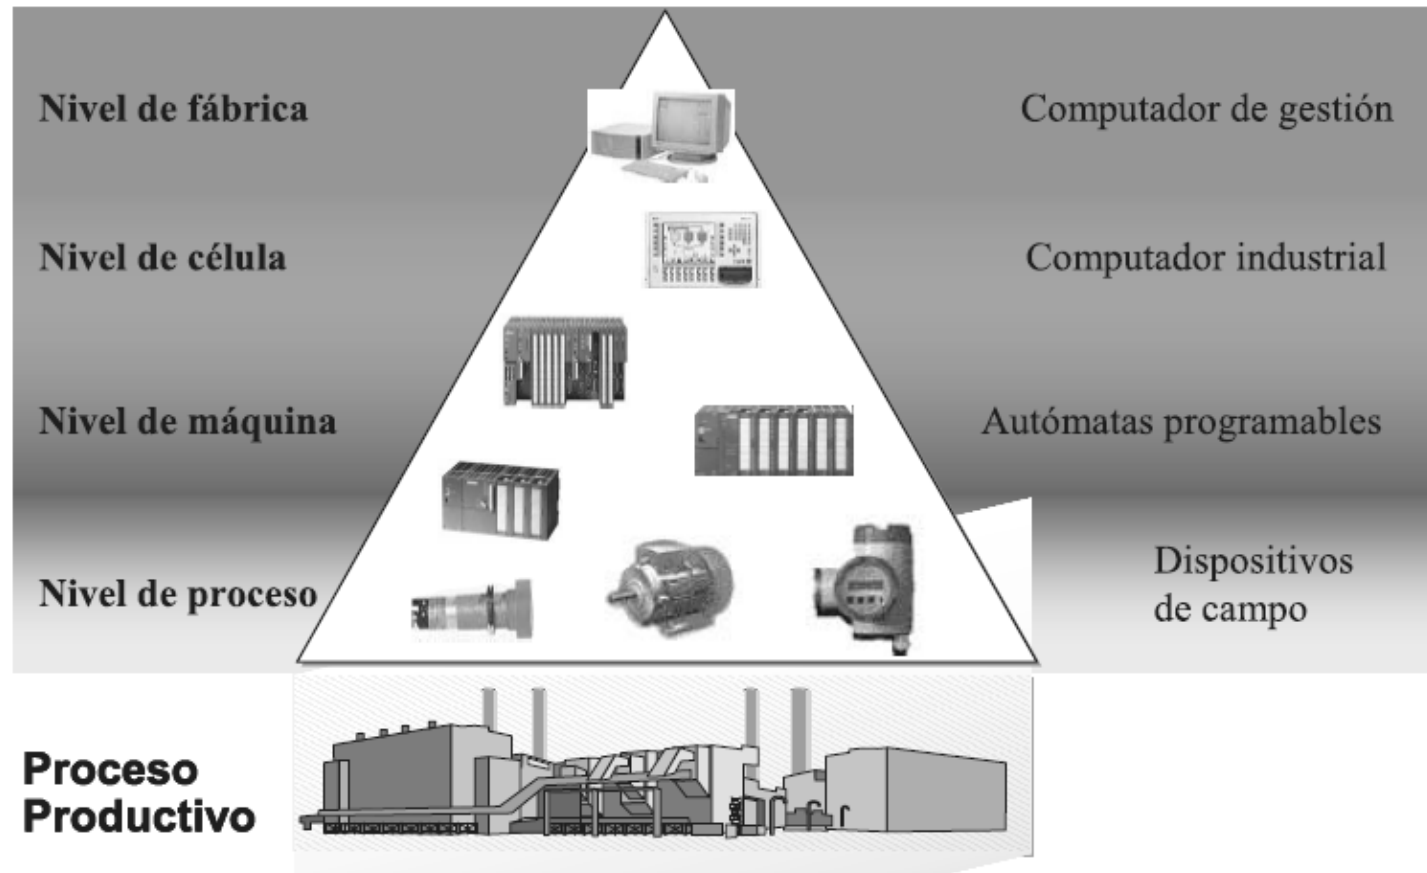 Nivel de fábrica
Computador de gestión
Nivel de célula
Computador industrial
Nivel de máquina
Autómatas programables
Nivel de proceso
Dispositivos
de campo
Proceso
Productivo